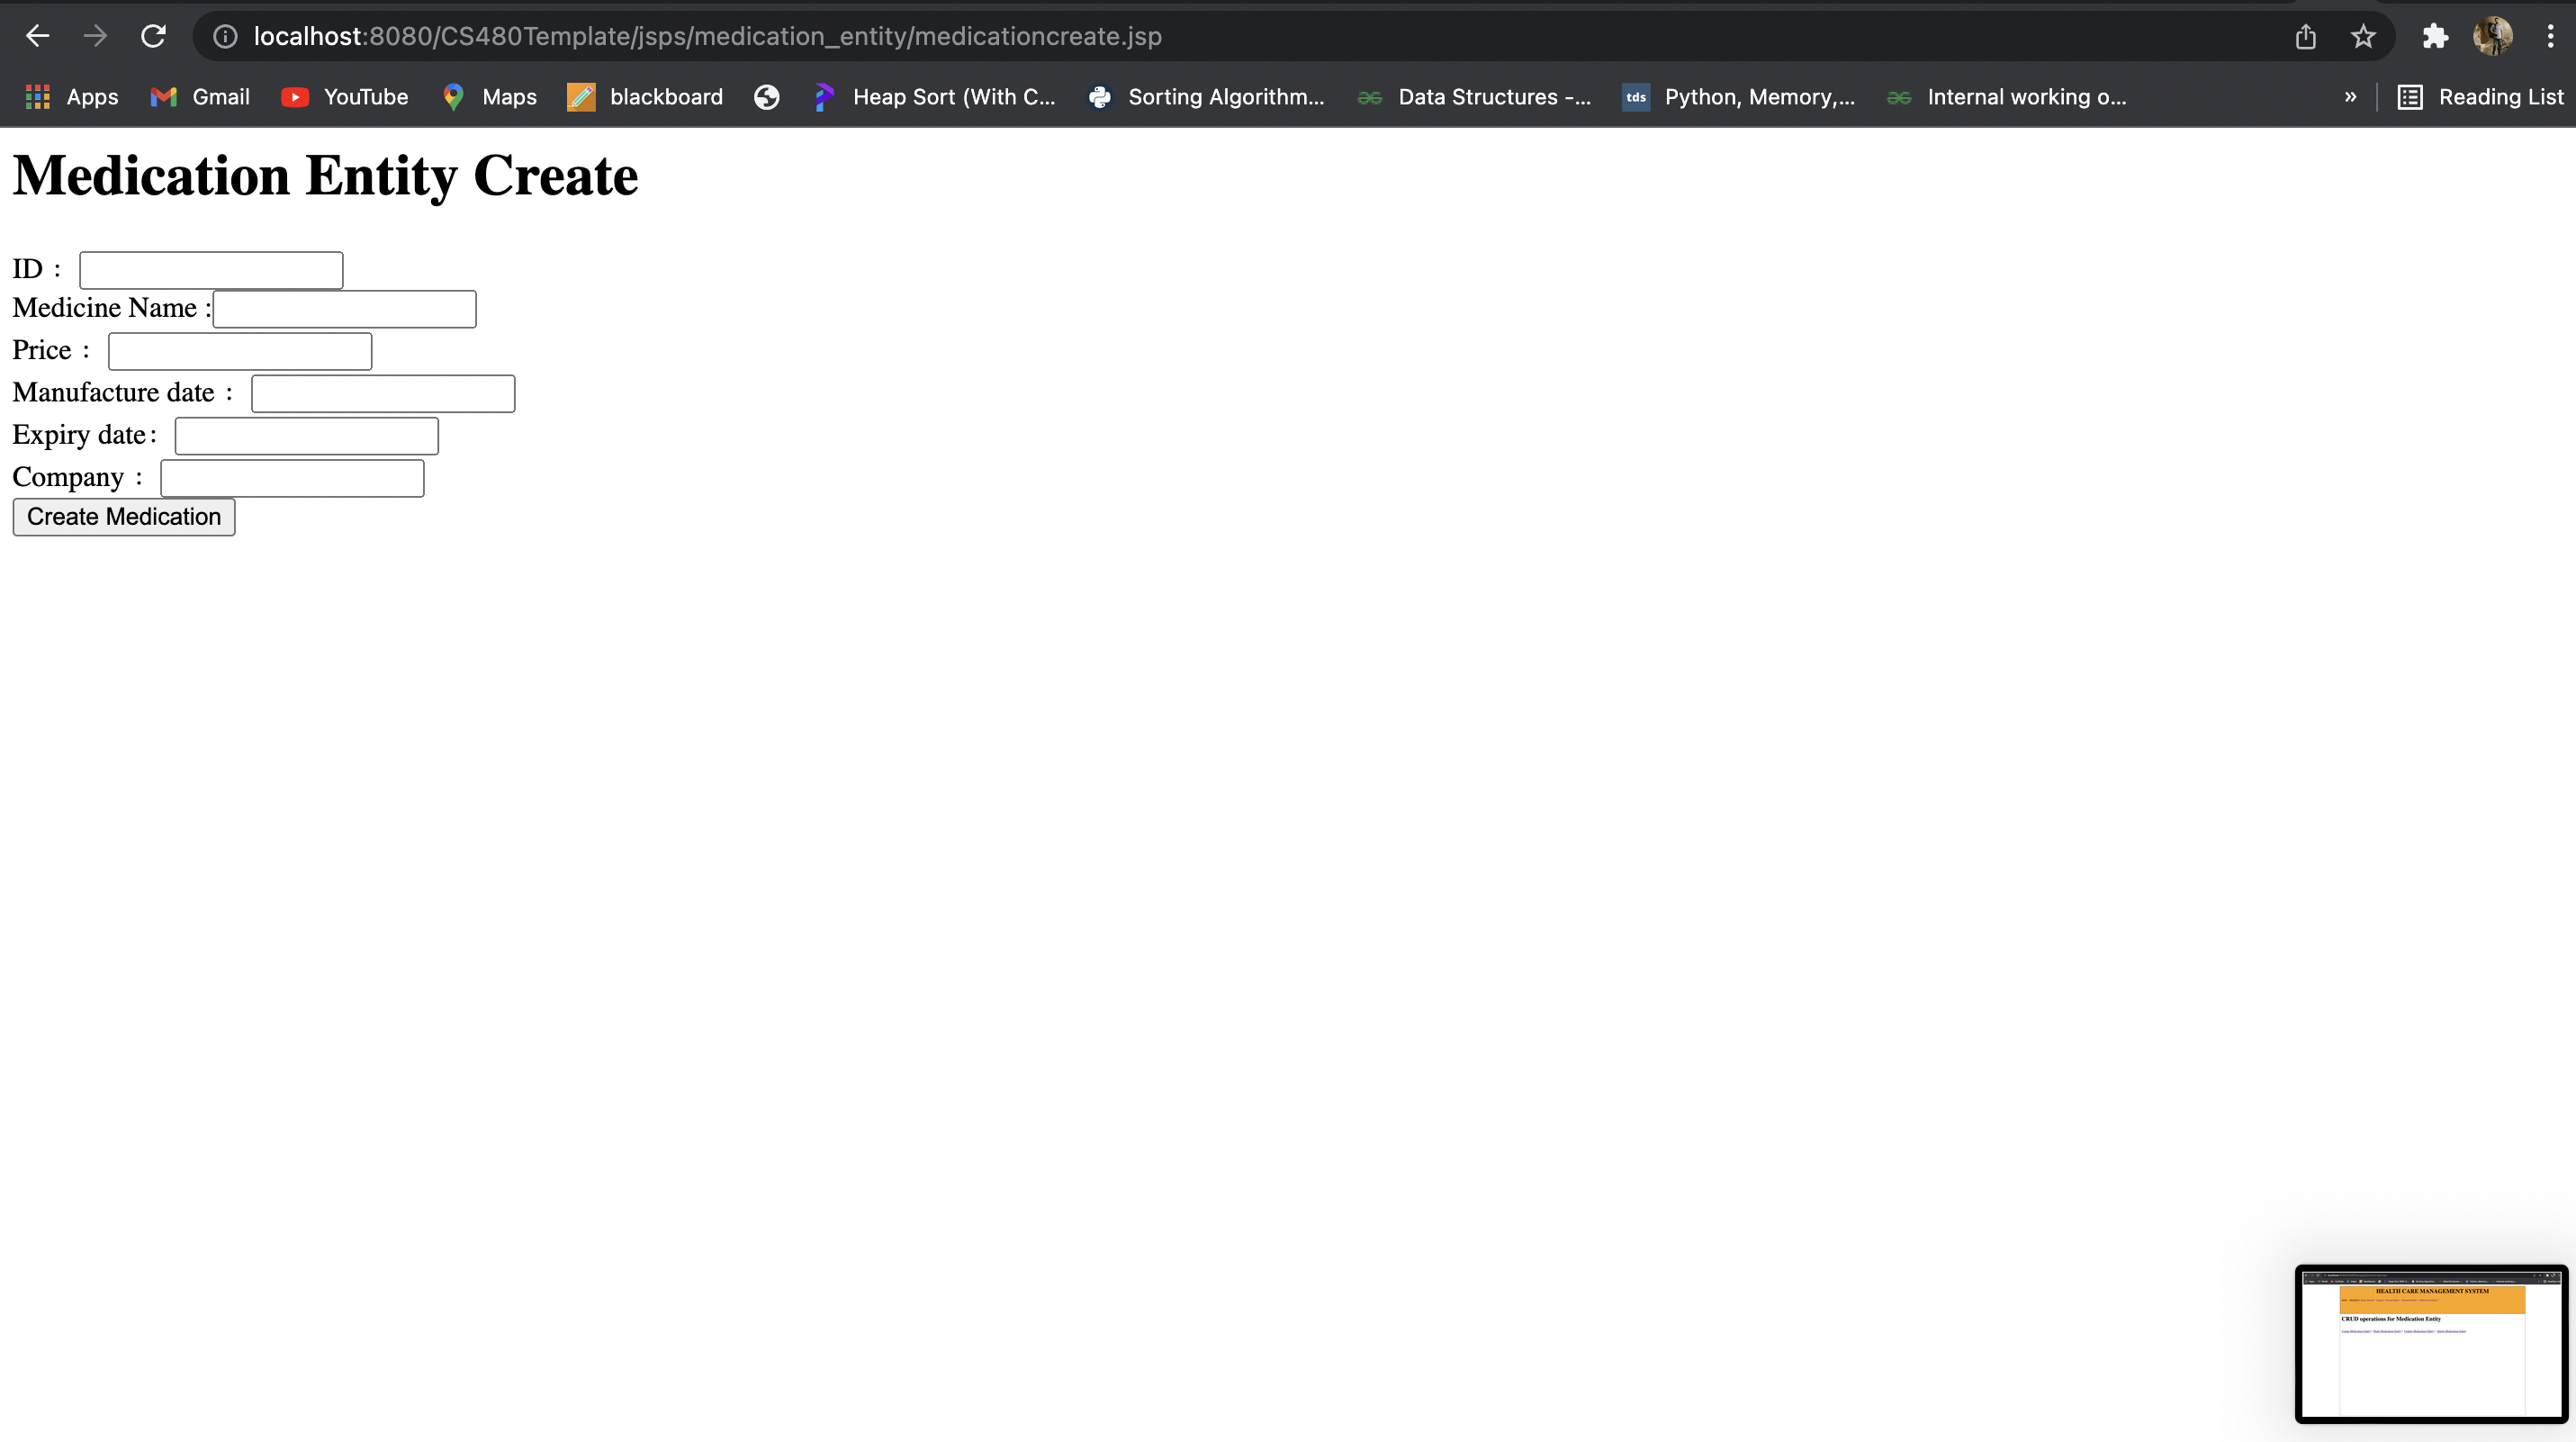 localhost:8080/CS480Template/jsps/medication_entity/medicationcreate.jsp
Apps Gmail YouTube Maps blackboard Heap Sort (With C... Sorting Algorithm... Data Structures -... tds Python, Memory,... Internal working o... » Reading List
Medication Entity Create
ID :
Medicine Name :
Price :
Manufacture date :
Expiry date:
Company :
Create Medication
HEALTH CARE MANAGEMENT SYSTEM
CRUD operations for Medication Entity